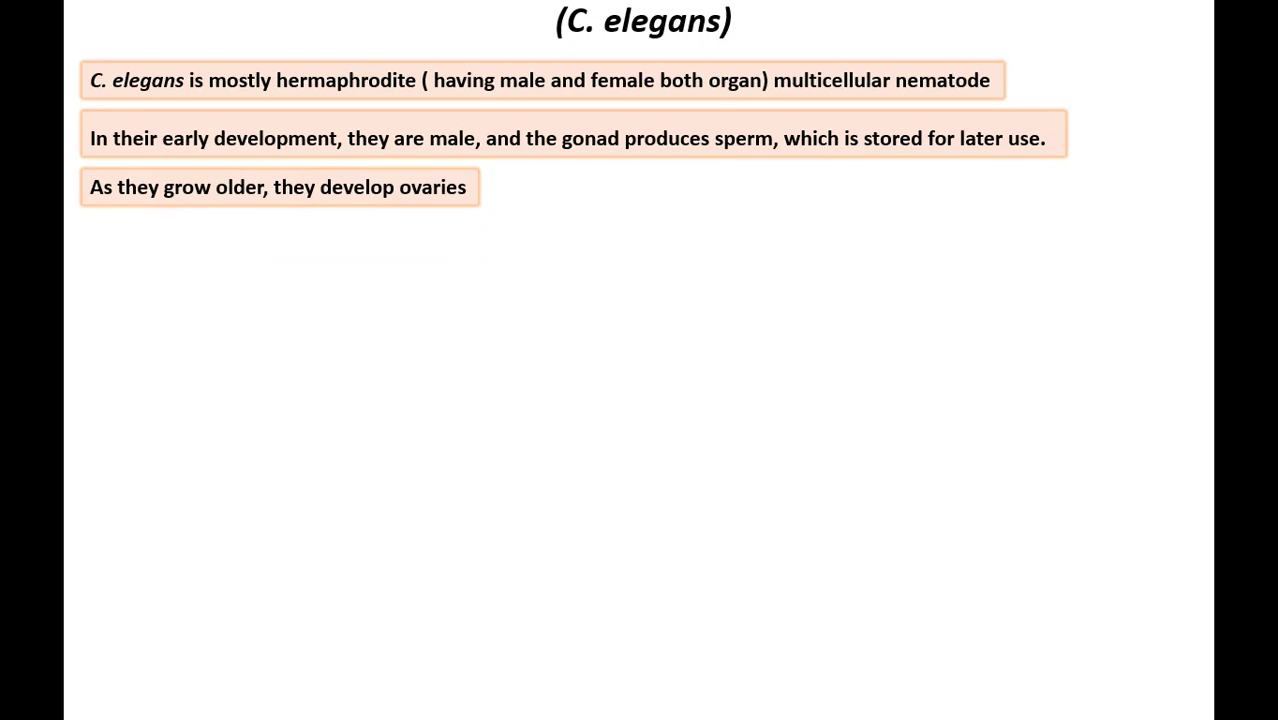 (C. elegans)
C. elegans is mostly hermaphrodite ( having male and female both organ) multicellular nematode
In their early development, they are male, and the gonad produces sperm, which is stored for later use.
As they grow older, they develop ovaries